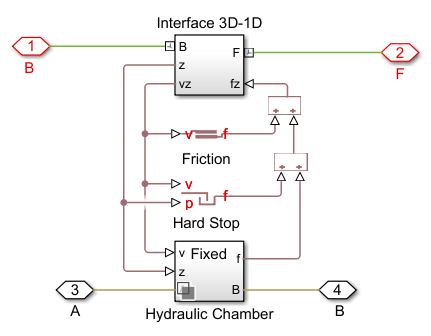 Interface 3D-1D
1
B
B
z
vz
F
fz
2
F
v
f
Friction
v
p
f
Hard Stop
Fixed
v
z
f
B
3
A
4
B
Hydraulic Chamber